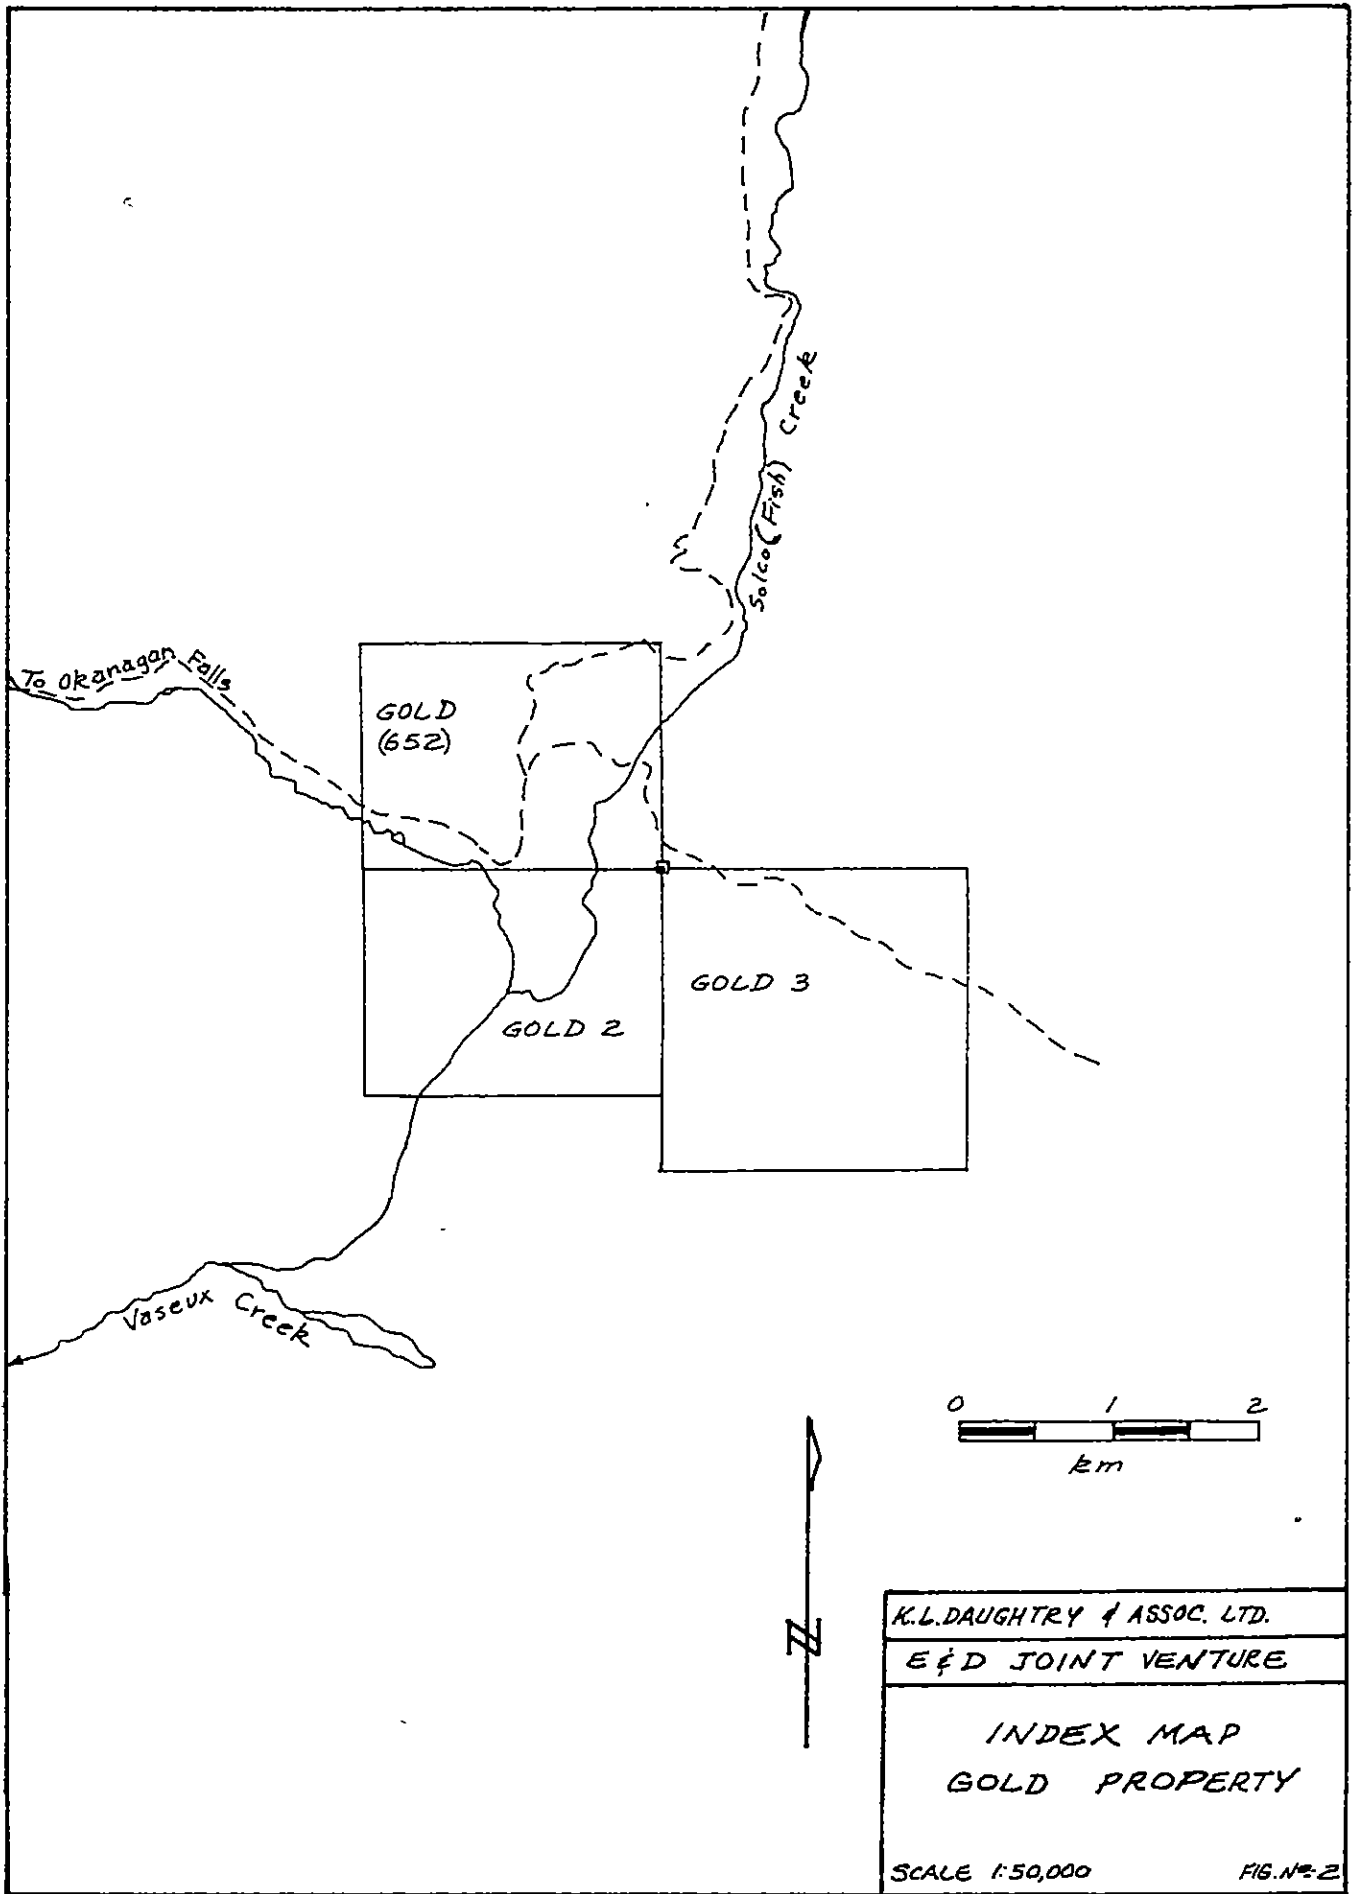 Solco (Fish) Creek
To Okanagan Falls
GOLD
(652)
GOLD 3
GOLD 2
Vaseux Creek
0 1 2
km
N
K.L. DAUGHTRY & ASSOC. LTD.
E & D JOINT VENTURE
INDEX MAP
GOLD PROPERTY
SCALE 1:50,000 FIG. Nº 2